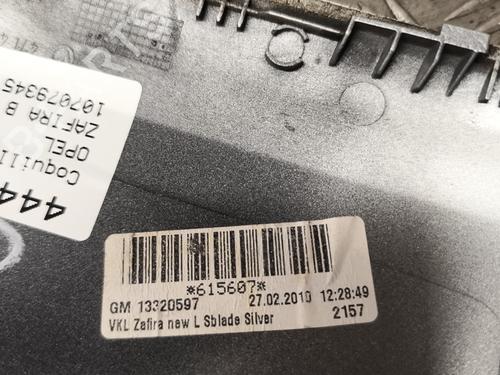 444
Coquill
OPEL
ZAFIRA B
107079345
*615607*
GM 13320597 27.02.2010 12:28:49
VKL Zafira new L Sblade Silver 2157